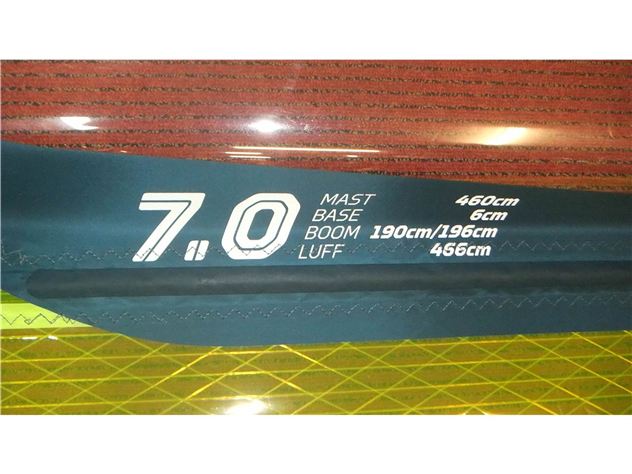 7.0
MAST 460cm
BASE 6cm
BOOM 190cm/196cm
LUFF 466cm